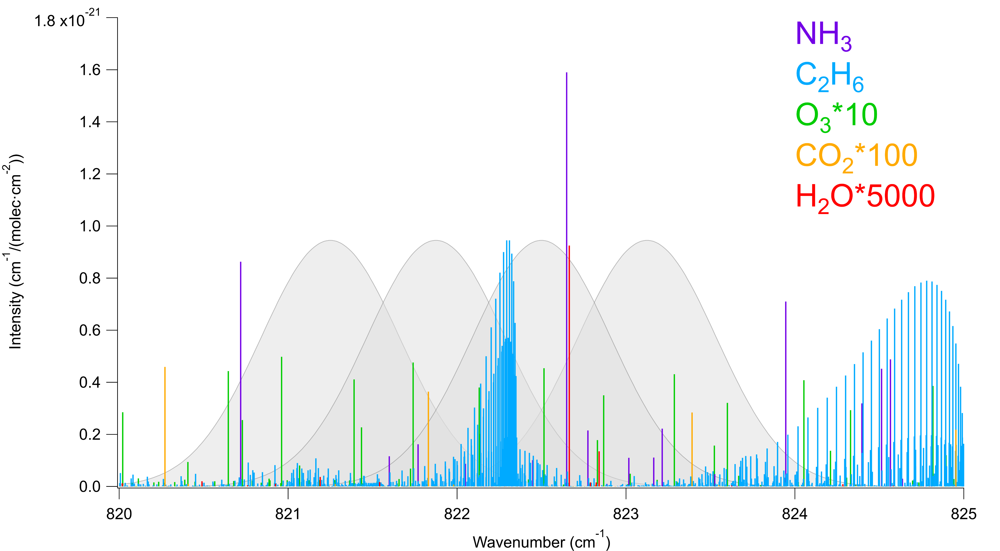 1.8 x10-21
1.6
1.4
1.2
1.0
0.8
0.6
0.4
0.2
0.0
Intensity (cm-1/(molec·cm-2))
NH3
C2H6
O3*10
CO2*100
H2O*5000
820 821 822 823 824 825
Wavenumber (cm-1)